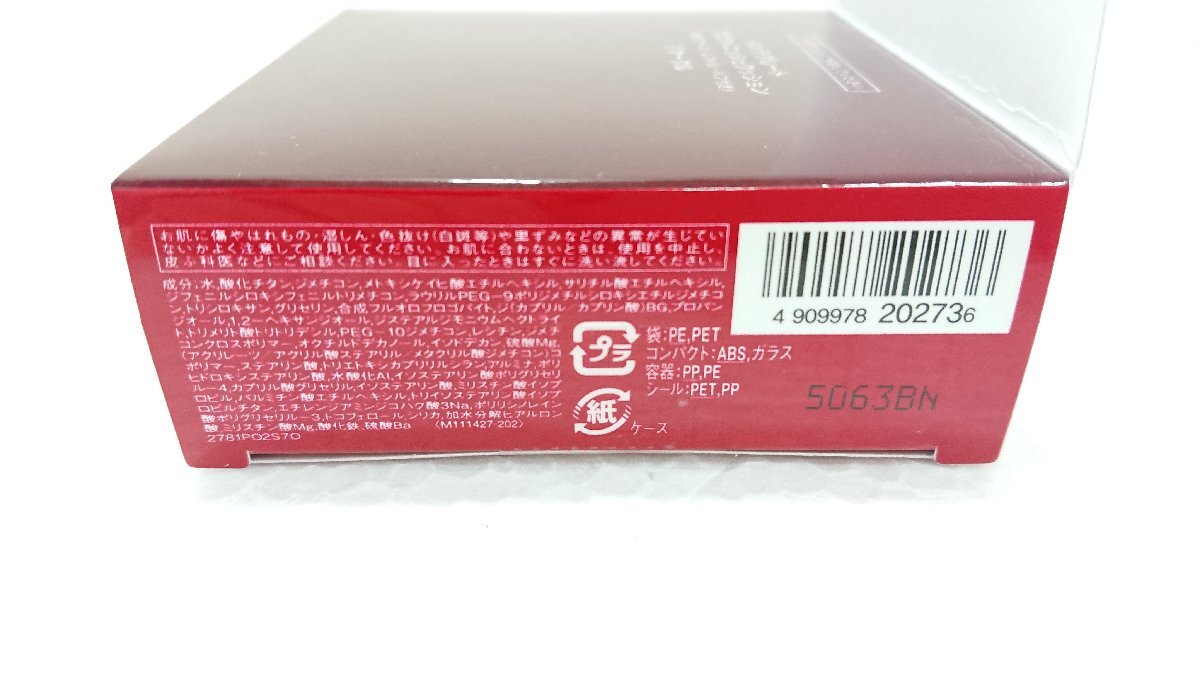 お肌に傷やはれもの・湿しん、色抜け(白斑等)や黒ずみなどの異常が生じてい
ないかよく注意して使用してください。お肌に合わないときは、使用を中止し、
皮ふ科医などにご相談ください。目に入ったときはすぐに洗い流してください。
成分…水,酸化チタン,ジメチコン,メトキシケイヒ酸エチルヘキシル,サリチル酸エチルヘキシル,
ジフェニルシロキシフェニルトリメチコン,ラウリルPEG-9ポリジメチルシロキシエチルジメチコ
ン,トリシロキサン,グリセリン,合成フルオロフロゴパイト,ジ(カプリル/カプリン酸)BG,プロパン
ジオール,1,2-ヘキサンジオール,ジステアルジモニウムヘクトライ
ト,トリメリト酸トリトリデシル,PEG-10ジメチコン,レシチン,ジメチ
コンクロスポリマー,オクチルドデカノール,イソドデカン,硫酸Mg,
(アクリレーツ/アクリル酸ステアリル/メタクリル酸ジメチコン)コ
ポリマー,ステアリン酸,トリエトキシカプリリルシラン,アルミナ,ポリ
ヒドロキシステアリン酸,水酸化Al,イソステアリン酸ポリグリセリ
ル-4,カプリル酸グリセリル,イソステアリン酸,ミリスチン酸イソプ
ロピル,パルミチン酸エチルヘキシル,トリイソステアリン酸イソプ
ロピルチタン,エチレンジアミンジコハク酸3Na,ポリリシノレイン
酸ポリグリセリル-3,トコフェロール,シリカ,加水分解ヒアルロン
酸,ミリスチン酸Mg,酸化鉄,硫酸Ba 〈M111427-202〉
2781P02S70
プラ
袋:PE,PET
コンパクト:ABS,ガラス
容器:PP,PE
シール:PET,PP
紙
ケース
4 909978 202736
5063BN